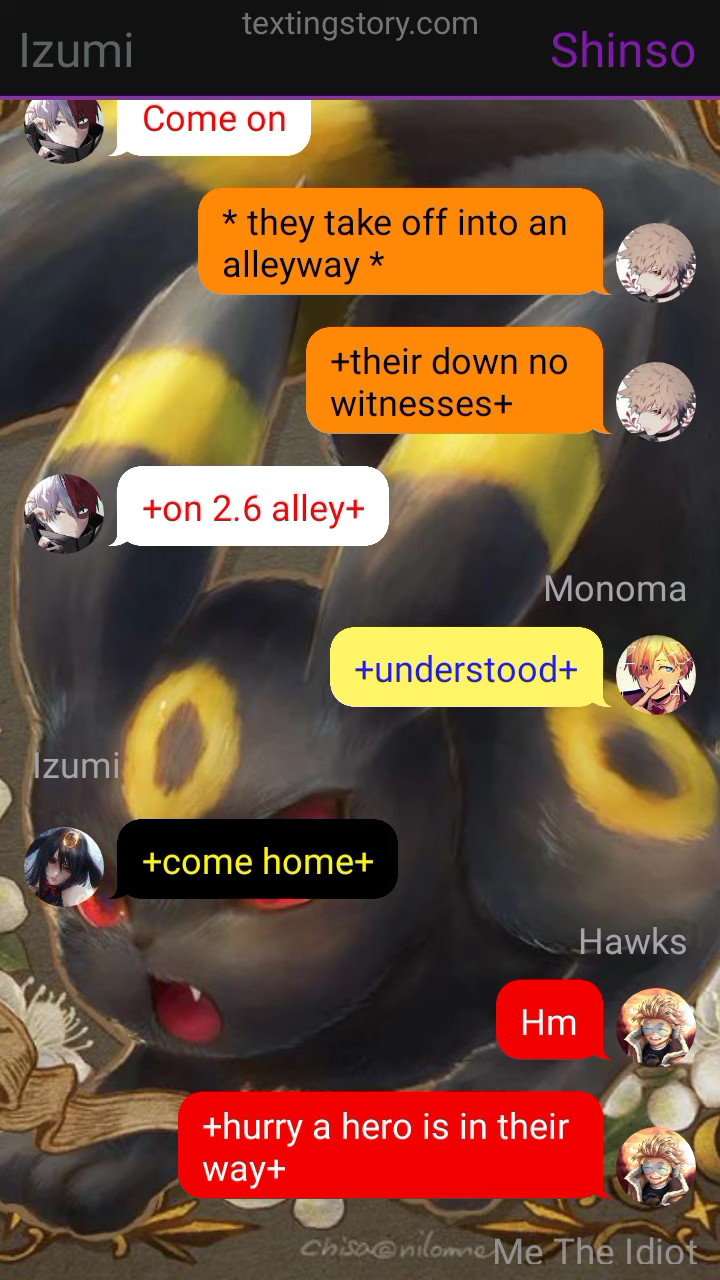 textingstory.com
Izumi
Shinso
Come on
* they take off into an
alleyway *
+their down no
witnesses+
+on 2.6 alley+
Monoma
+understood+
Izumi
+come home+
Hawks
Hm
+hurry a hero is in their
way+
Me The Idiot